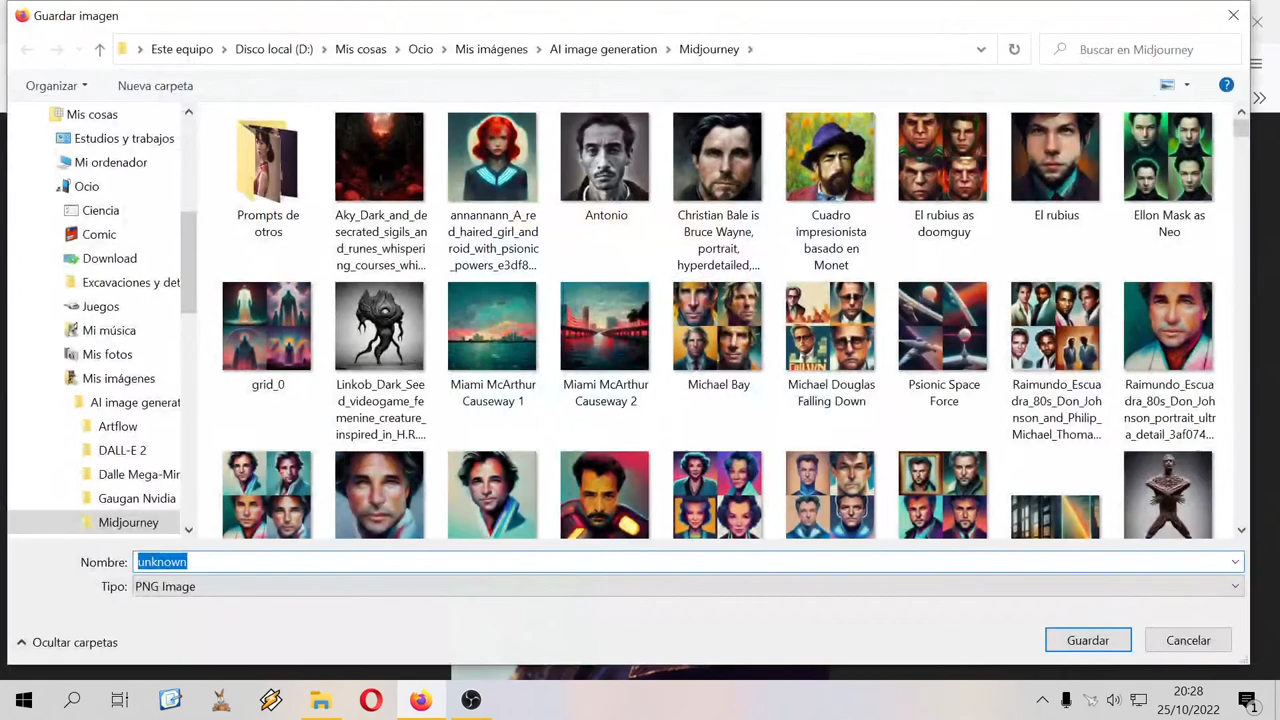 Guardar imagen
Este equipo
Disco local (D:)
Mis cosas
Ocio
Mis imágenes
AI image generation
Midjourney
Buscar en Midjourney
Organizar
Nueva carpeta
Mis cosas
Estudios y trabajos
Mi ordenador
Ocio
Ciencia
Comic
Download
Excavaciones y det
Juegos
Mi música
Mis fotos
Mis imágenes
AI image generat
Artflow
DALL-E 2
Dalle Mega-Mir
Gaugan Nvidia
Midjourney
Prompts de
otros
Aky_Dark_and_de
secrated_sigils_an
d_runes_whisperi
ng_courses_whi...
annannann_A_re
d_haired_girl_and
roid_with_psionic
_powers_e3df8...
Antonio
Christian Bale is
Bruce Wayne,
portrait,
hyperdetailed,...
Cuadro
impresionista
basado en
Monet
El rubius as
doomguy
El rubius
Ellon Mask as
Neo
grid_0
Linkob_Dark_See
d_videogame_fe
menine_creature_
inspired_in_H.R....
Miami McArthur
Causeway 1
Miami McArthur
Causeway 2
Michael Bay
Michael Douglas
Falling Down
Psionic Space
Force
Raimundo_Escua
dra_80s_Don_Joh
nson_and_Philip_
Michael_Thoma...
Raimundo_Escua
dra_80s_Don_Joh
nson_portrait_ultr
a_detail_3af074...
Nombre:
unknown
Tipo:
PNG Image
Ocultar carpetas
Guardar
Cancelar
20:28
25/10/2022
1